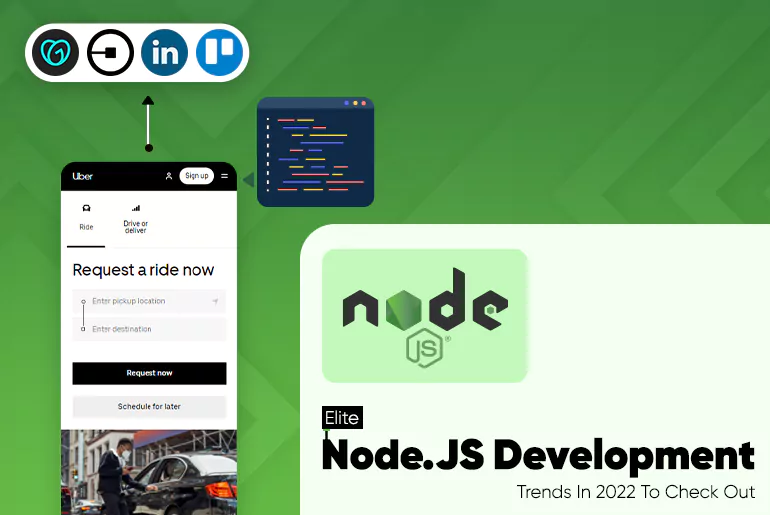 in
Uber
Sign up
Ride
Drive or
deliver
Request a ride now
Enter pickup location
Enter destination
Request now
Schedule for later
node
JS®
Elite
Node.JS Development
Trends In 2022 To Check Out